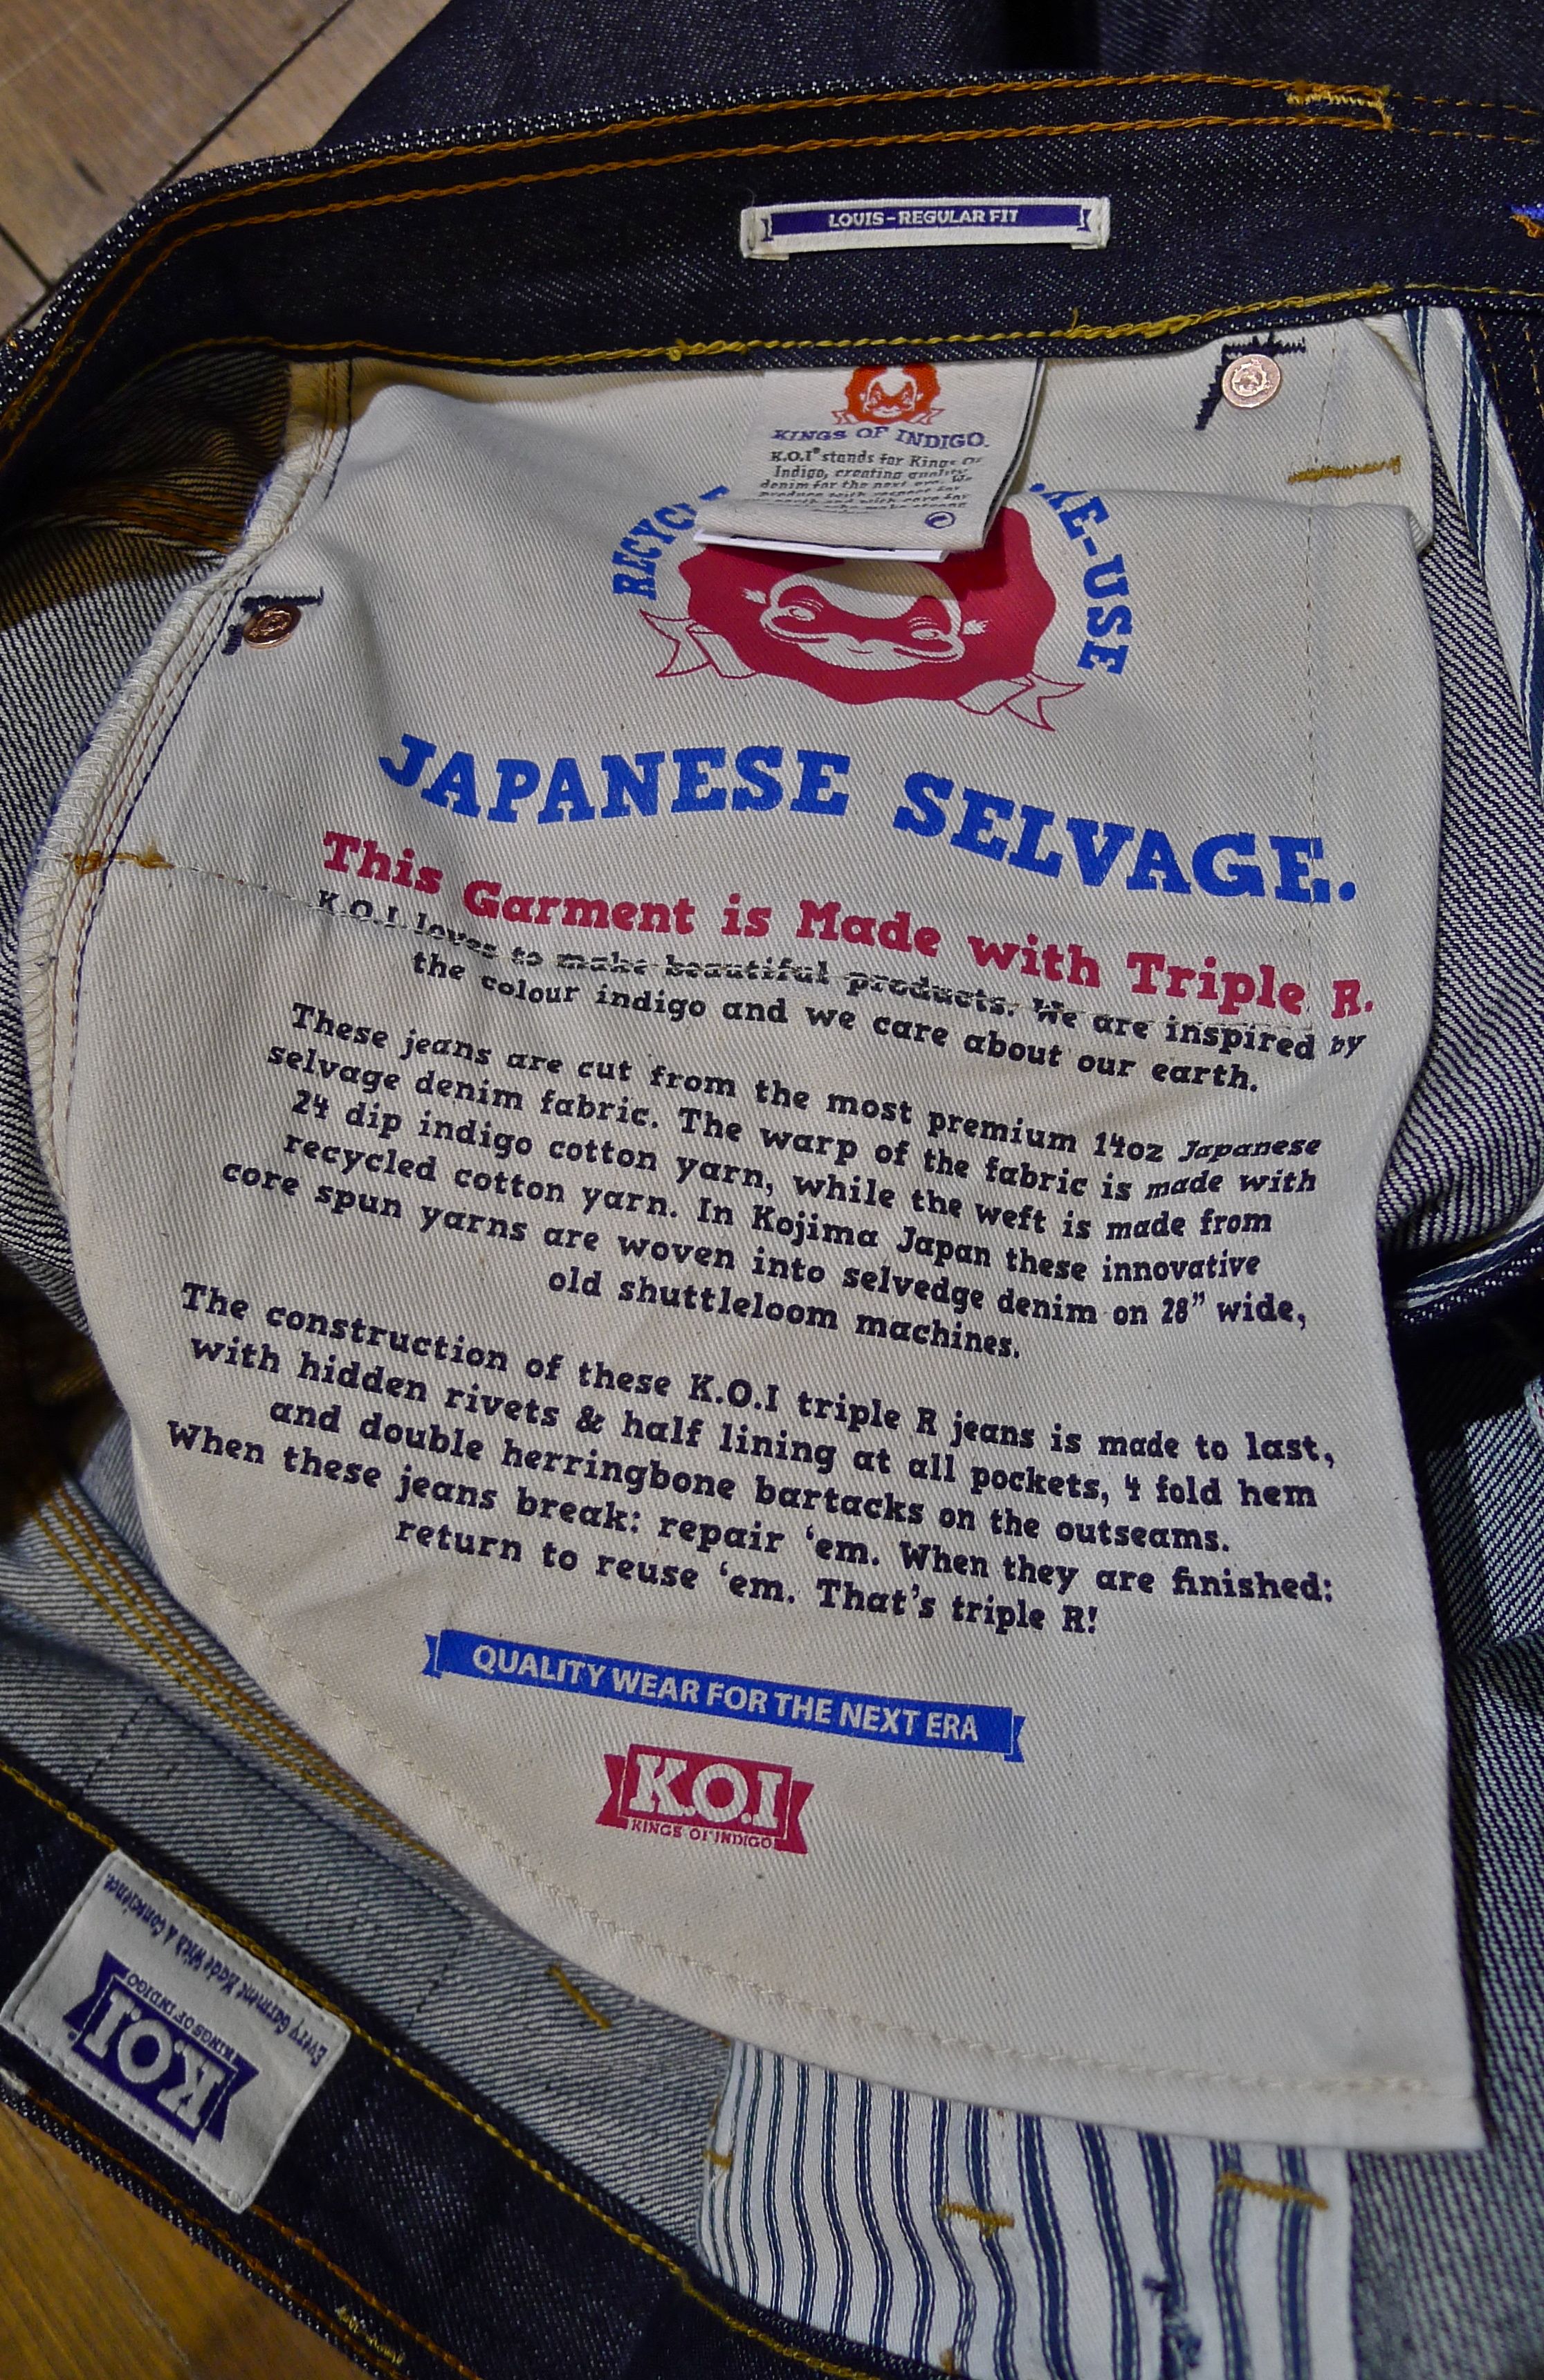 LOUIS-REGULAR FIT
KINGS OF INDIGO.
K.O.I® stands for Kings Of
Indigo, creating quality
denim for the next era. We
produce with respect for
RE-USE
JAPANESE SELVAGE.
This Garment is Made with Triple R.
K.O.I. loves to make beautiful products. We are inspired by
the colour indigo and we care about our earth.
These jeans are cut from the most premium 14oz Japanese
selvage denim fabric. The warp of the fabric is made with
24 dip indigo cotton yarn, while the weft is made from
recycled cotton yarn. In Kojima Japan these innovative
core spun yarns are woven into selvedge denim on 28” wide,
old shuttleloom machines.
The construction of these K.O.I triple R jeans is made to last,
with hidden rivets & half lining at all pockets, 4 fold hem
and double herringbone bartacks on the outseams.
When these jeans break: repair ‘em. When they are finished:
return to reuse ‘em. That’s triple R!
QUALITY WEAR FOR THE NEXT ERA
K.O.I
KINGS OF INDIGO
K.O.I
KINGS OF INDIGO
Every Garment Made With A Conscience.